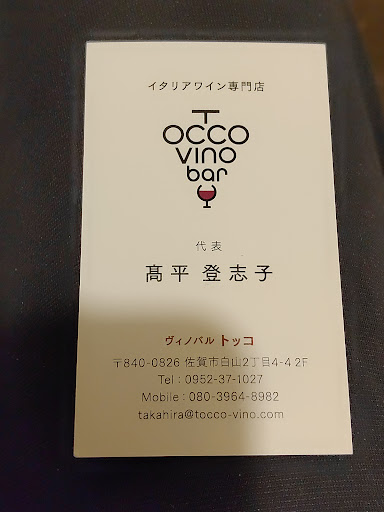 イタリアワイン専門店
T
OCCO
VINO
bar
代表
髙平 登志子
ヴィノバル トッコ
〒840-0826 佐賀市白山2丁目4-4 2F
Tel : 0952-37-1027
Mobile : 080-3964-8982
takahira@tocco-vino.com